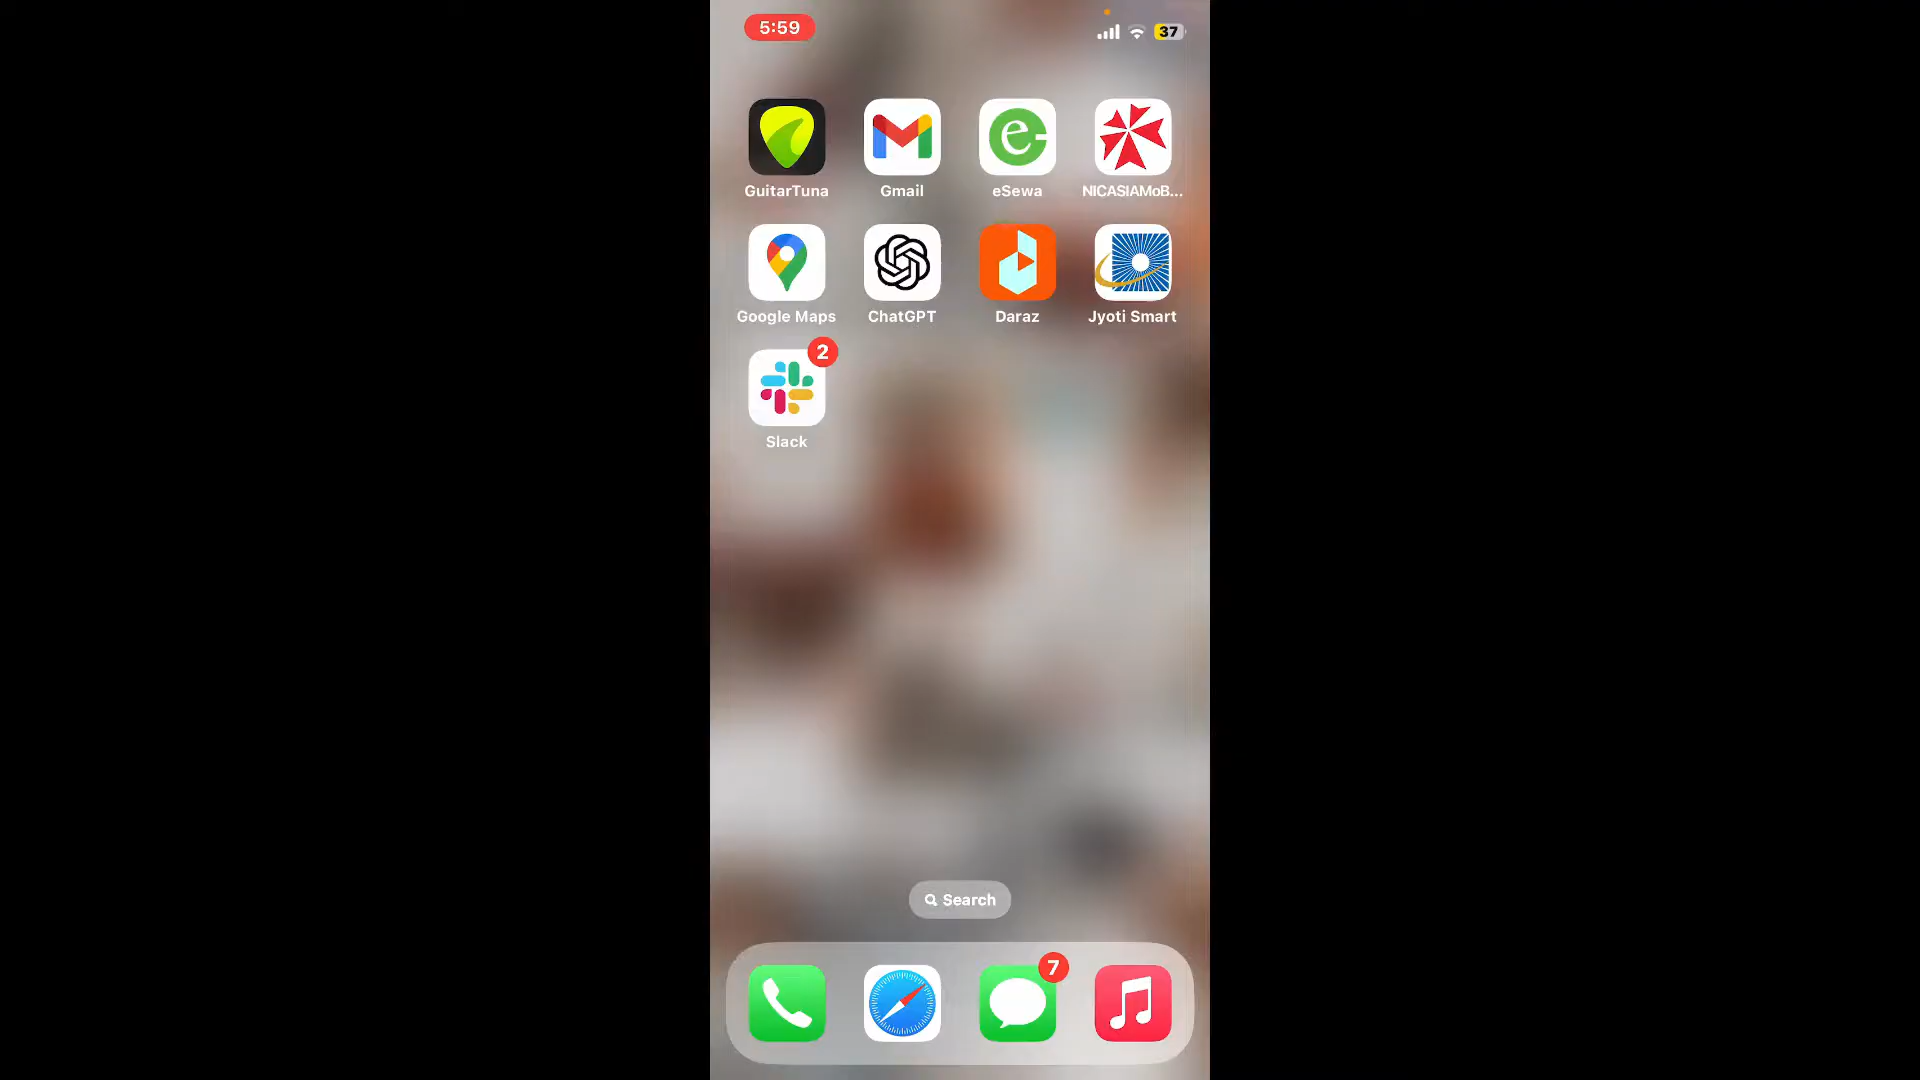 5:59
37
GuitarTuna
Gmail
eSewa
NICASIAMoB...
Google Maps
ChatGPT
Daraz
Jyoti Smart
2
Slack
Search
7